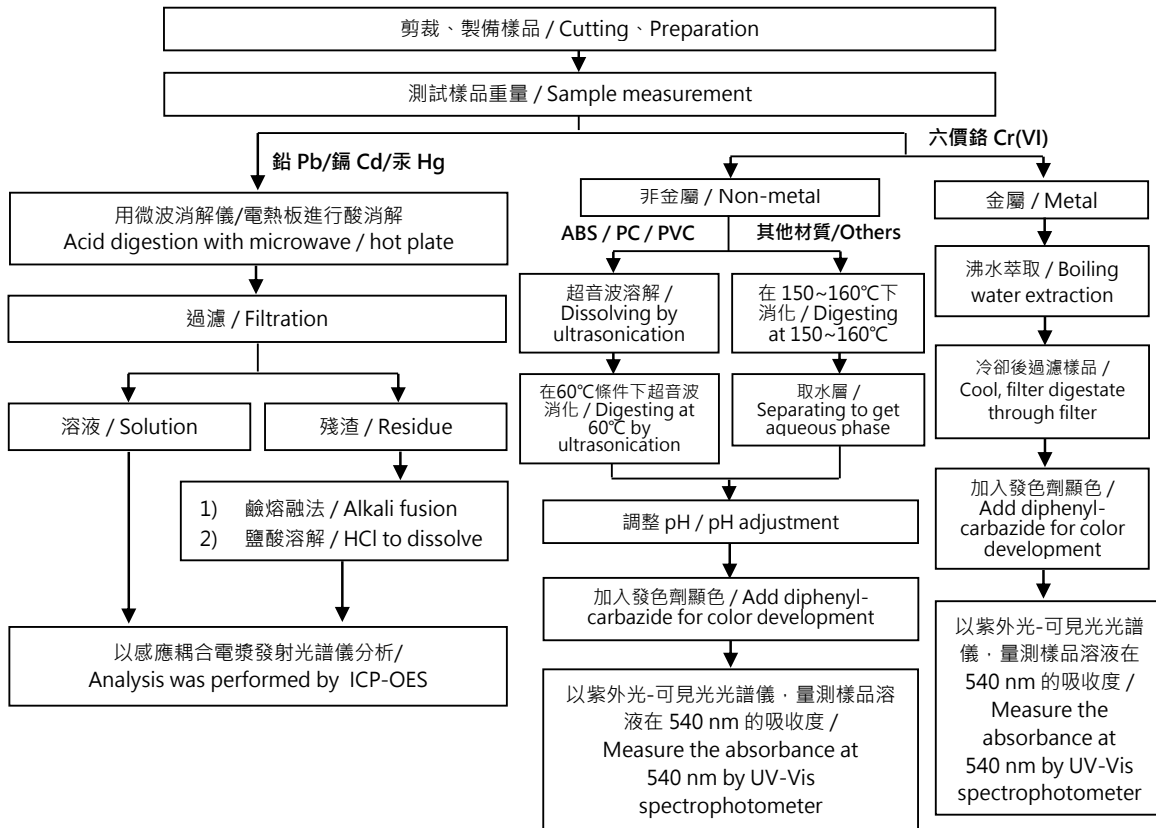 剪裁、製備樣品 / Cutting、Preparation
測試樣品重量 / Sample measurement
鉛 Pb/鎘 Cd/汞 Hg
六價鉻 Cr(VI)
用微波消解儀/電熱板進行酸消解
Acid digestion with microwave / hot plate
過濾 / Filtration
溶液 / Solution
殘渣 / Residue
1) 鹼熔融法 / Alkali fusion
2) 鹽酸溶解 / HCl to dissolve
以感應耦合電漿發射光譜儀分析/
Analysis was performed by ICP-OES
非金屬 / Non-metal
ABS / PC / PVC
其他材質/Others
超音波溶解 /
Dissolving by
ultrasonication
在60℃條件下超音波
消化 / Digesting at
60℃ by
ultrasonication
在 150~160℃下
消化 / Digesting
at 150~160℃
取水層 /
Separating to get
aqueous phase
調整 pH / pH adjustment
加入發色劑顯色 / Add diphenyl-
carbazide for color development
以紫外光-可見光光譜儀，量測樣品溶
液在 540 nm 的吸收度 /
Measure the absorbance at
540 nm by UV-Vis
spectrophotometer
金屬 / Metal
沸水萃取 / Boiling
water extraction
冷卻後過濾樣品 /
Cool, filter digestate
through filter
加入發色劑顯色 /
Add diphenyl-
carbazide for color
development
以紫外光-可見光光譜
儀，量測樣品溶液在
540 nm 的吸收度 /
Measure the
absorbance at
540 nm by UV-Vis
spectrophotometer